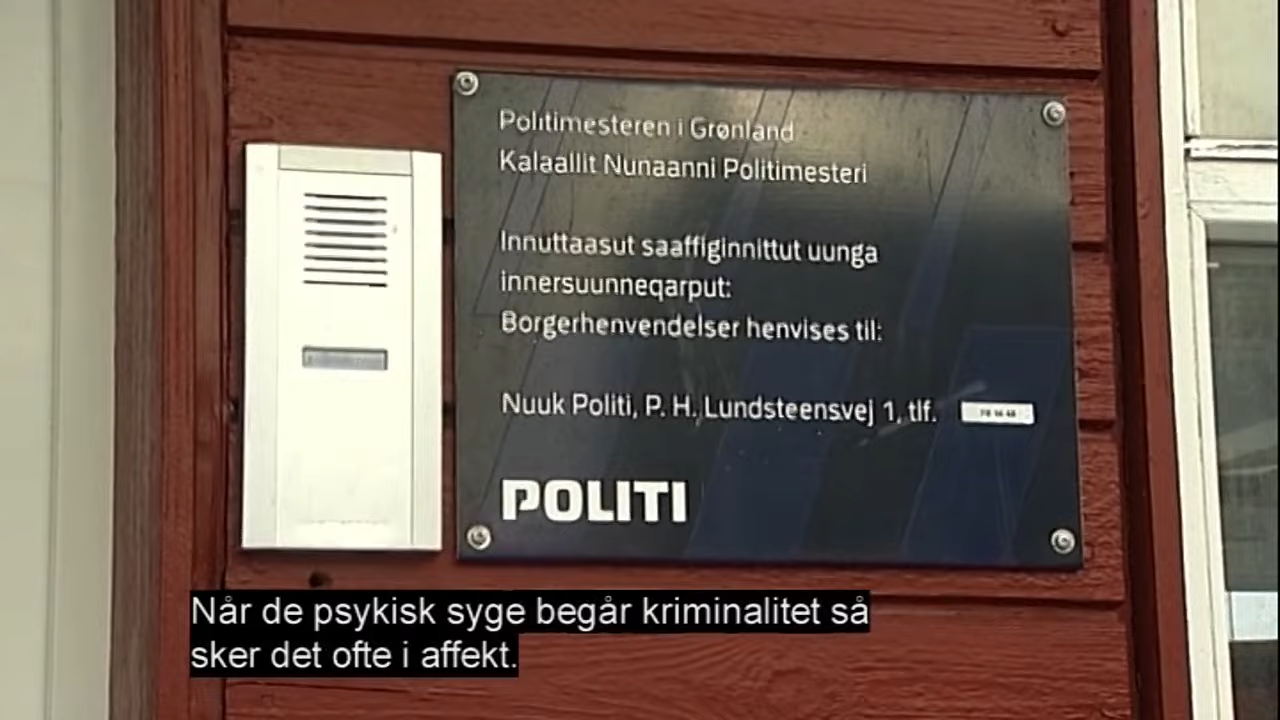 Politimesteren i Grønland
Kalaallit Nunaanni Politimesteri
Innuttaasut saaffiginnittut uunga
innersuunneqarput:
Borgerhenvendelser henvises til:
Nuuk Politi, P. H. Lundsteensvej 1, tlf.
POLITI
Når de psykisk syge begår kriminalitet så
sker det ofte i affekt.